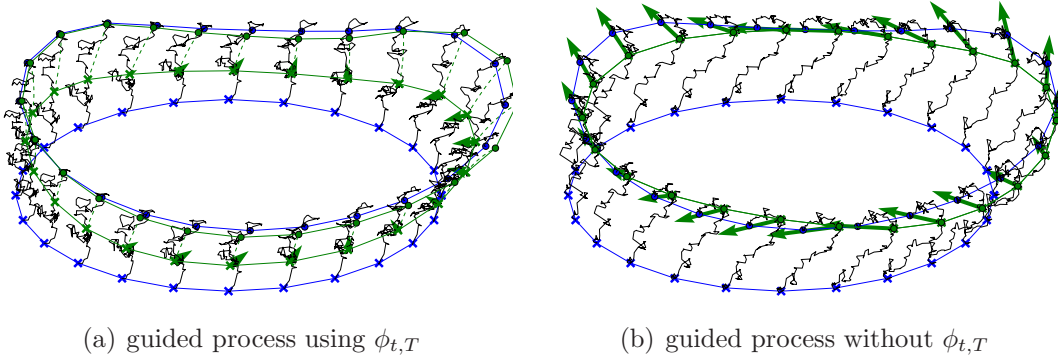 (a) guided process using $\phi_{t,T}$
(b) guided process without $\phi_{t,T}$